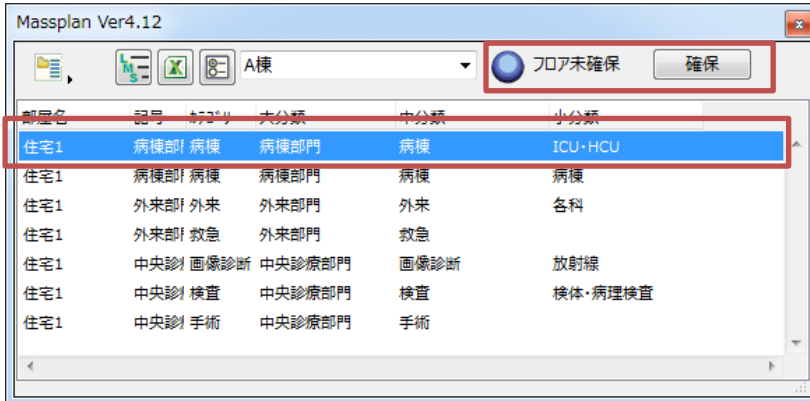 Massplan Ver4.12
A棟 フロア未確保 確保
部屋名 記号 ｶﾃｺﾞﾘｰ 大分類 中分類 小分類
住宅1 病棟部門 病棟 病棟部門 病棟 ICU・HCU
住宅1 病棟部門 病棟 病棟部門 病棟 病棟
住宅1 外来部門 外来 外来部門 外来 各科
住宅1 外来部門 救急 外来部門 救急
住宅1 中央診 画像診断 中央診療部門 画像診断 放射線
住宅1 中央診 検査 中央診療部門 検査 検体・病理検査
住宅1 中央診 手術 中央診療部門 手術